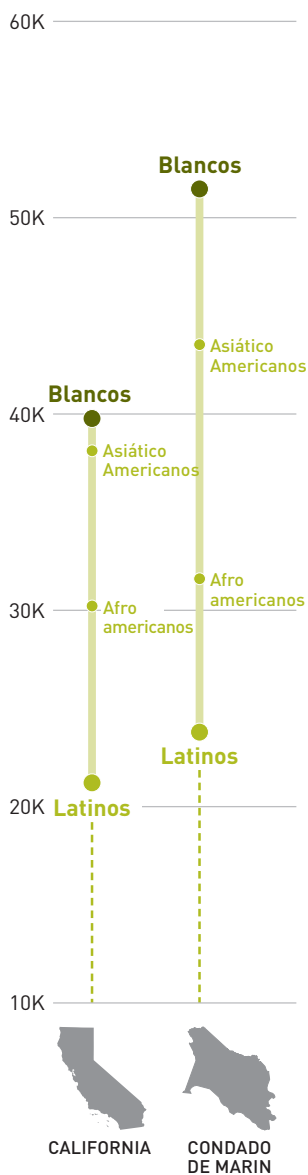 60K
Blancos
50K
Asiático
Americanos
Blancos
40K
Asiático
Americanos
Afro
americanos
30K
Afro
americanos
Latinos
Latinos
20K
10K
CALIFORNIA
CONDADO
DE MARIN